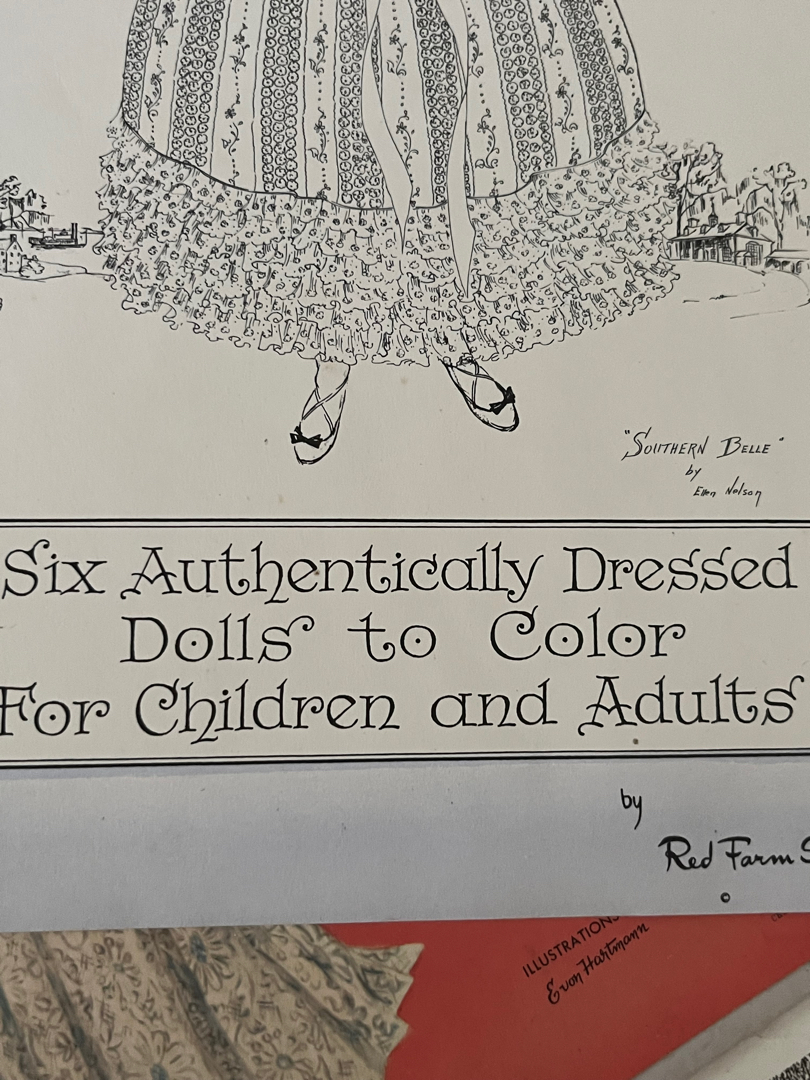 "Southern Belle"
by
Ellen Nelson
Six Authentically Dressed
Dolls to Color
For Children and Adults
by
Red Farm S
©
ILLUSTRATIONS
Evon Hartmann